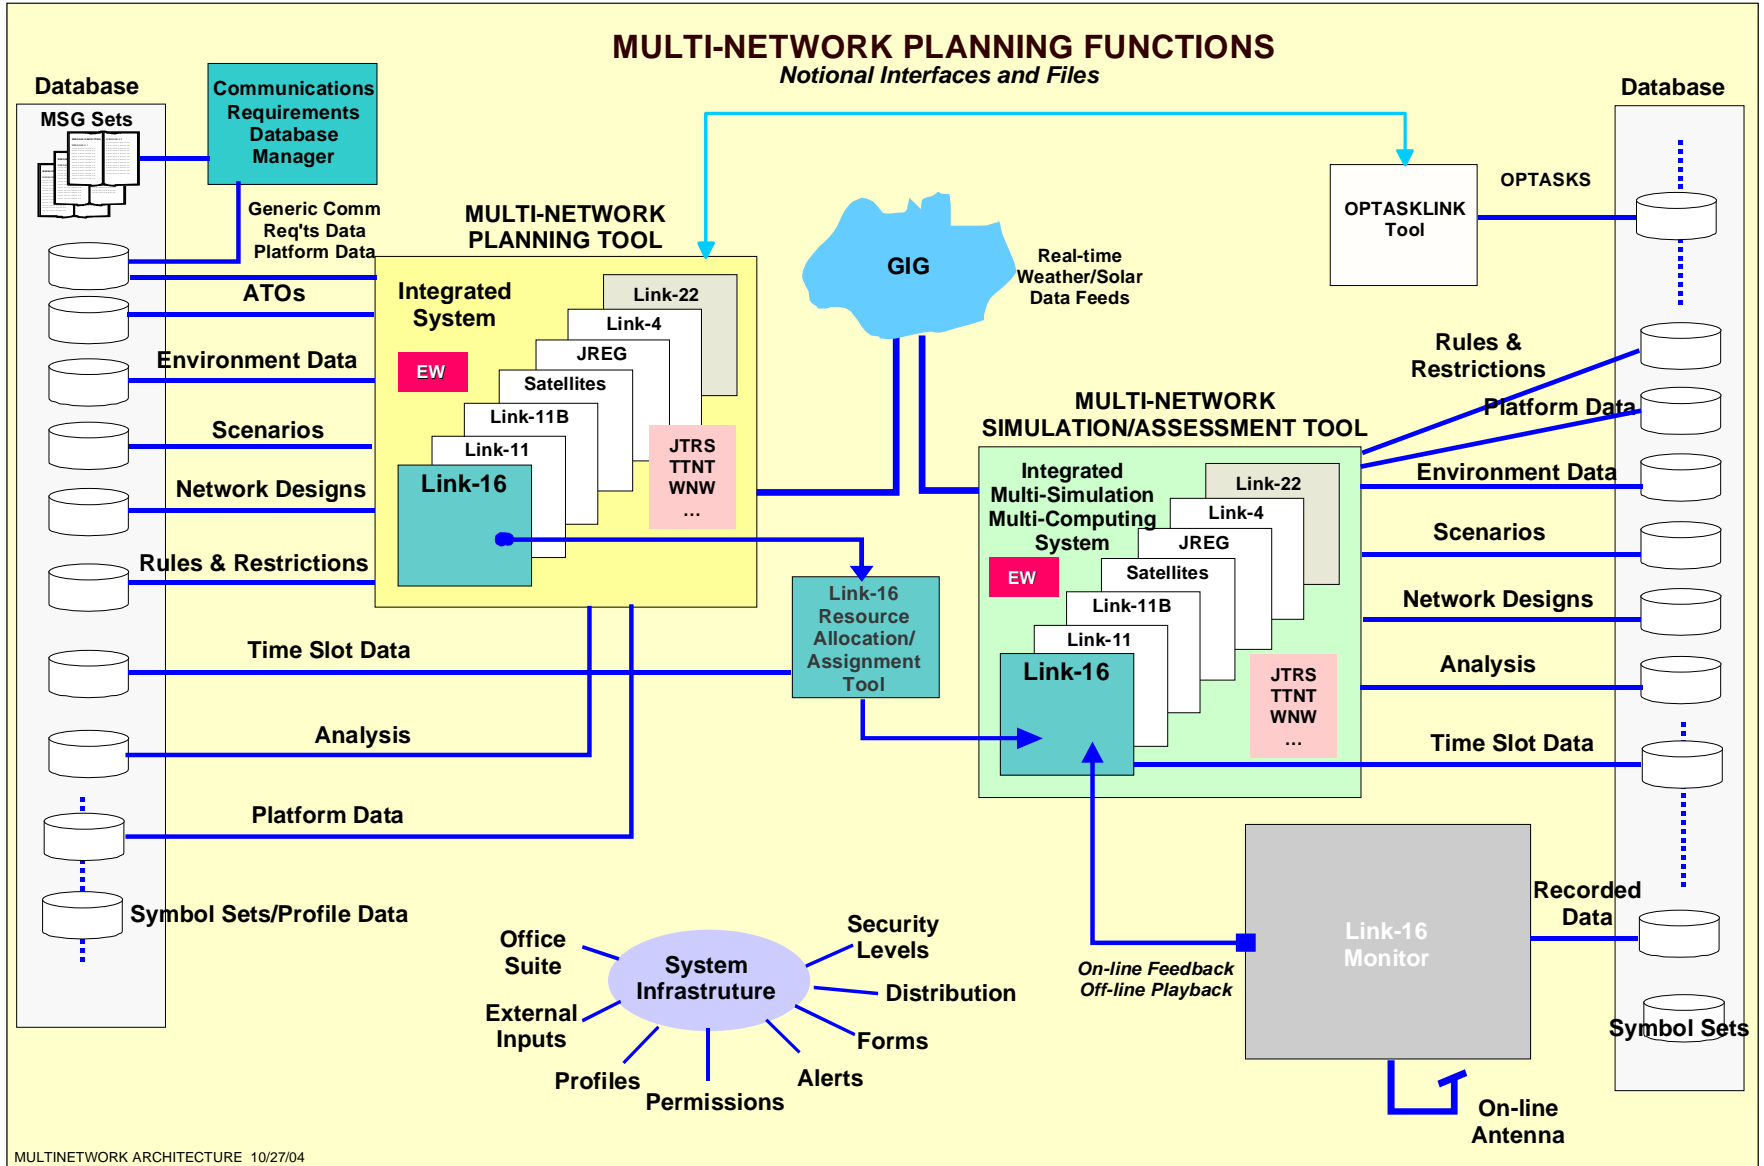 MULTI-NETWORK PLANNING FUNCTIONS
Notional Interfaces and Files
Database
MSG Sets
Communications
Requirements
Database
Manager
Generic Comm
Req'ts Data
Platform Data
ATOs
Environment Data
Scenarios
Network Designs
Rules & Restrictions
Time Slot Data
Analysis
Platform Data
Symbol Sets/Profile Data
MULTI-NETWORK
PLANNING TOOL
Integrated
System
EW
Link-22
Link-4
JREG
Satellites
Link-11B
Link-11
Link-16
JTRS
TTNT
WNW
...
GIG
Real-time
Weather/Solar
Data Feeds
Link-16
Resource
Allocation/
Assignment
Tool
OPTASKLINK
Tool
OPTASKS
Database
MULTI-NETWORK
SIMULATION/ASSESSMENT TOOL
Integrated
Multi-Simulation
Multi-Computing
System
EW
Link-22
Link-4
JREG
Satellites
Link-11B
Link-11
Link-16
JTRS
TTNT
WNW
...
Rules &
Restrictions
Platform Data
Environment Data
Scenarios
Network Designs
Analysis
Time Slot Data
Recorded
Data
Symbol Sets
Link-16
Monitor
On-line Feedback
Off-line Playback
On-line
Antenna
System
Infrastruture
Office
Suite
External
Inputs
Profiles
Permissions
Alerts
Forms
Distribution
Security
Levels
MULTINETWORK ARCHITECTURE 10/27/04